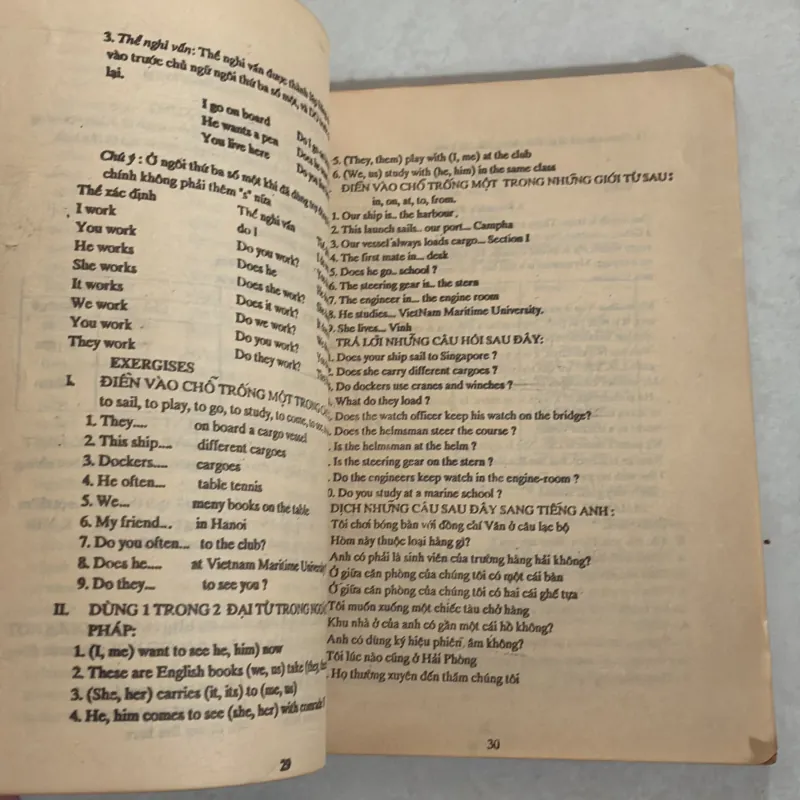 3. Thể nghi vấn: Thể nghi vấn được thành lập
vào trước chủ ngữ ngôi thứ ba số một, và DO
lại.
I go on board Do I go
He wants a pen Does he
You live here Do you
Chú ý: Ở ngôi thứ ba số một khi đã dùng trợ động
chính không phải thêm "s" nữa
Thể xác định Thể nghi vấn
I work do I
You work Do you work?
He works Does he
She works Does she work?
It works Does it work?
We work Do we work?
You work Do you work?
They work Do they work?
EXERGISES
I. ĐIỀN VÀO CHỖ TRỐNG MỘT TRONG
to sail, to play, to go, to study, to come,
1. They.... on board a cargo vessel
2. This ship.... different cargoes
3. Dockers.... cargoes
4. He often... table tennis
5. We... meny books on the table
6. My friend... in Hanoi
7. Do you often... to the club?
8. Does he.... at Vietnam Maritime University
9. Do they... to see you ?
II. DÙNG 1 TRONG 2 ĐẠI TỪ TRONG NGOẶC
PHÁP:
1. (I, me) want to see he, him) now
2. These are English books (we, us) take
3. (She, her) carries (it, its) to (me, us)
4. He, him comes to see (she, her) with
29
5. (They, them) play with (I, me) at the club
6. (We, us) study with (he, him) in the same class
ĐIỀN VÀO CHỖ TRỐNG MỘT TRONG NHỮNG GIỚI TỪ SAU:
in, on, at, to, from.
1. Our ship is.. the harbour.
2. This launch sails.. our port... Campha
3. Our vessel always loads cargo... Section I
4. The first mate in... desk
5. Does he go.. school ?
6. The steering gear is.. the stern
7. The engineer in... the engine room
8. He studies... VietNam Maritime University.
9. She lives... Vinh
TRẢ LỜI NHỮNG CÂU HỎI SAU ĐÂY:
1. Does your ship sail to Singapore ?
. Does she carry different cargoes ?
. Do dockers use cranes and winches ?
. What do they load ?
. Does the watch officer keep his watch on the bridge?
. Does the helmsman steer the course ?
. Is the helmsman at the helm ?
. Is the steering gear on the stern ?
. Do the engineers keep watch in the engine-room ?
0. Do you study at a marine school ?
DỊCH NHỮNG CÂU SAU ĐÂY SANG TIẾNG ANH :
Tôi chơi bóng bàn với đồng chí Vân ở câu lạc bộ
Hòm này thuộc loại hàng gì?
Anh có phải là sinh viên của trường hàng hải không?
Ở giữa căn phòng của chúng tôi có một cái bàn
Ở giữa căn phòng của chúng tôi có hai cái ghế tựa
Tôi muốn xuống một chiếc tàu chở hàng
Khu nhà ở của anh có gần một cái hồ không?
Anh có dùng ký hiệu phiên, âm không?
Tôi lúc nào cũng ở Hải Phòng
. Họ thường xuyên đến thăm chúng tôi
30